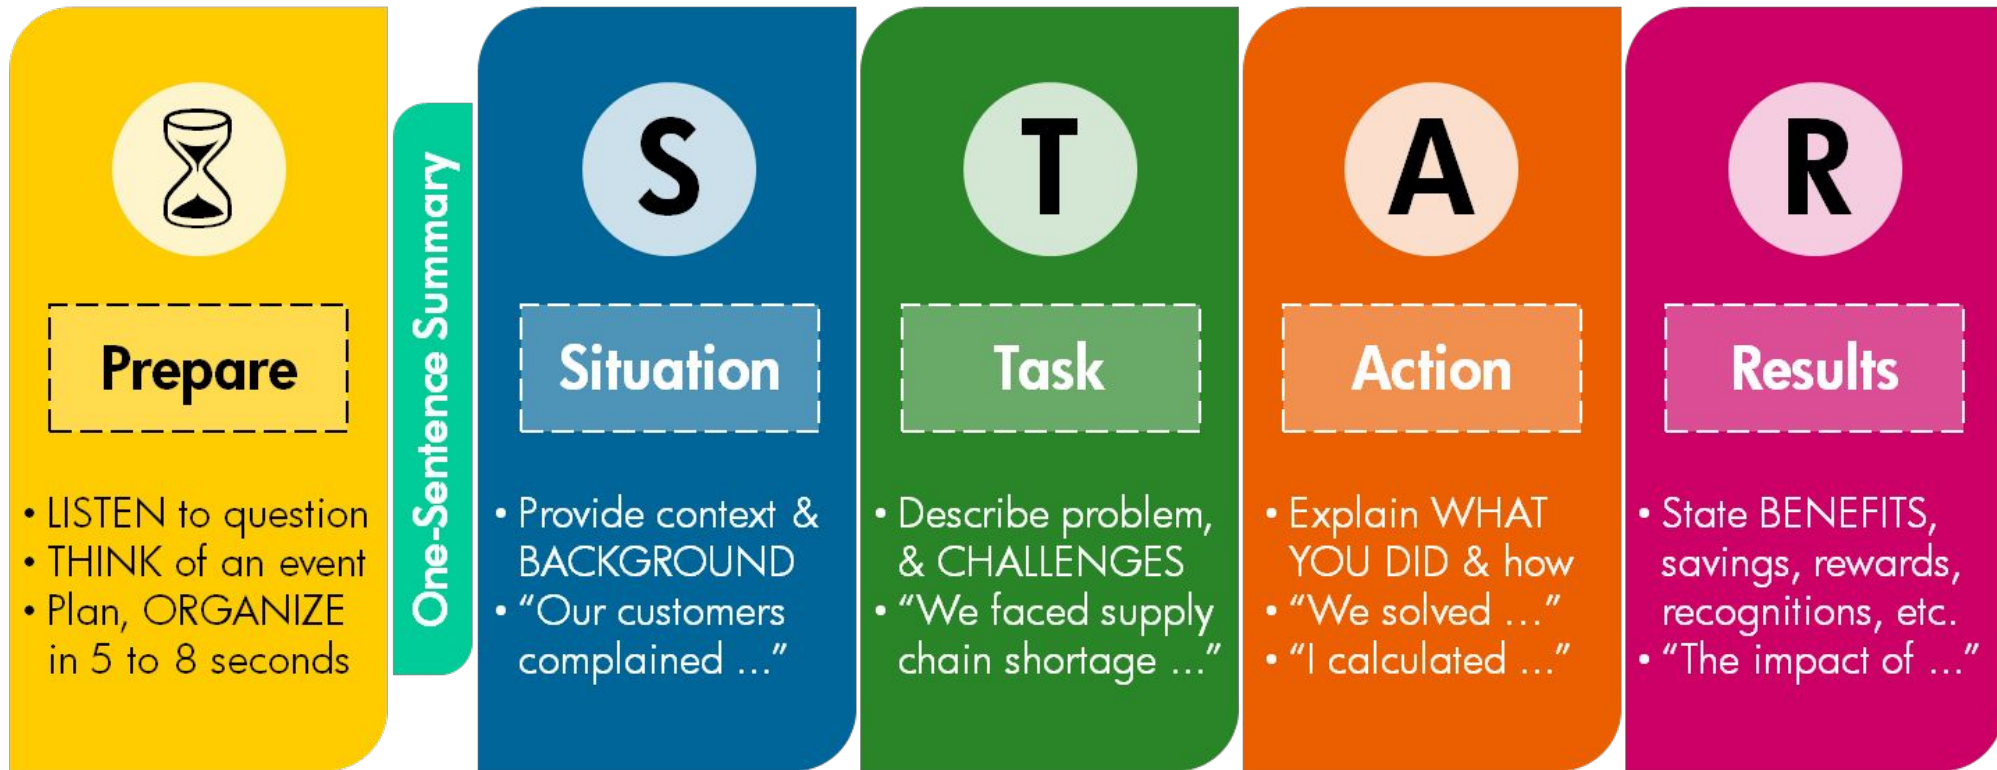 Prepare
• LISTEN to question
• THINK of an event
• Plan, ORGANIZE
in 5 to 8 seconds
One-Sentence Summary
S
Situation
• Provide context &
BACKGROUND
• “Our customers
complained ...”
T
Task
• Describe problem,
& CHALLENGES
• “We faced supply
chain shortage ...”
A
Action
• Explain WHAT
YOU DID & how
• “We solved ...”
• “I calculated ...”
R
Results
• State BENEFITS,
savings, rewards,
recognitions, etc.
• “The impact of ...”